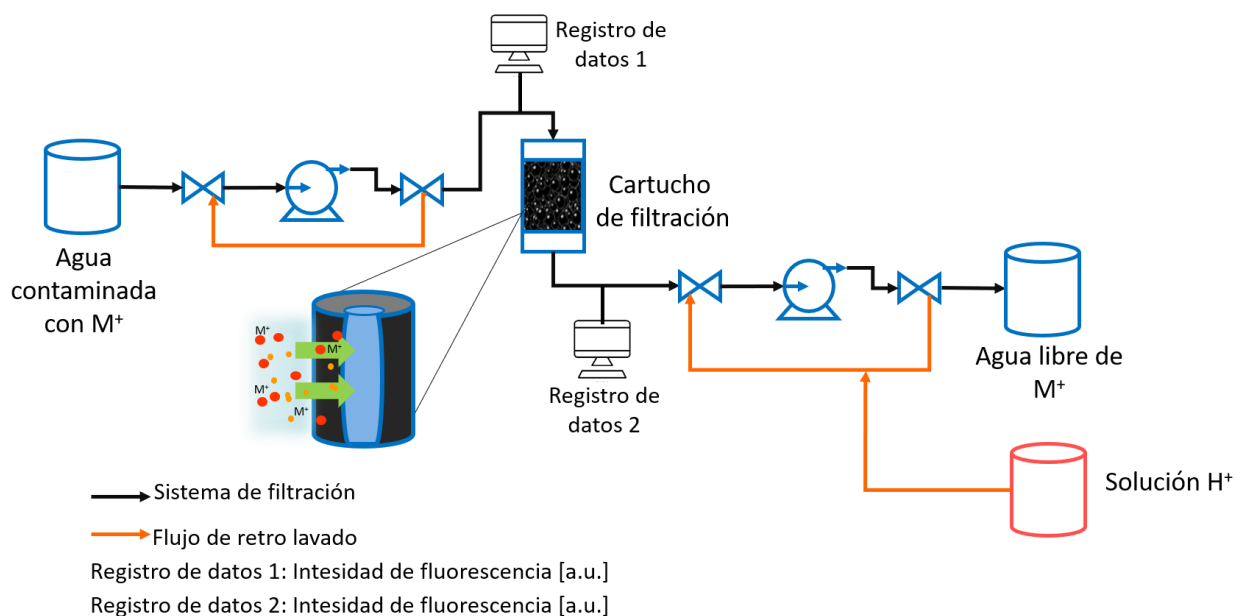 Registro de
datos 1
Agua
contaminada
con M⁺
Cartucho
de filtración
M⁺
M⁺
M⁺
M⁺
Registro de
datos 2
Agua libre de
M⁺
Solución H⁺
Sistema de filtración
Flujo de retro lavado
Registro de datos 1: Intesidad de fluorescencia [a.u.]
Registro de datos 2: Intesidad de fluorescencia [a.u.]